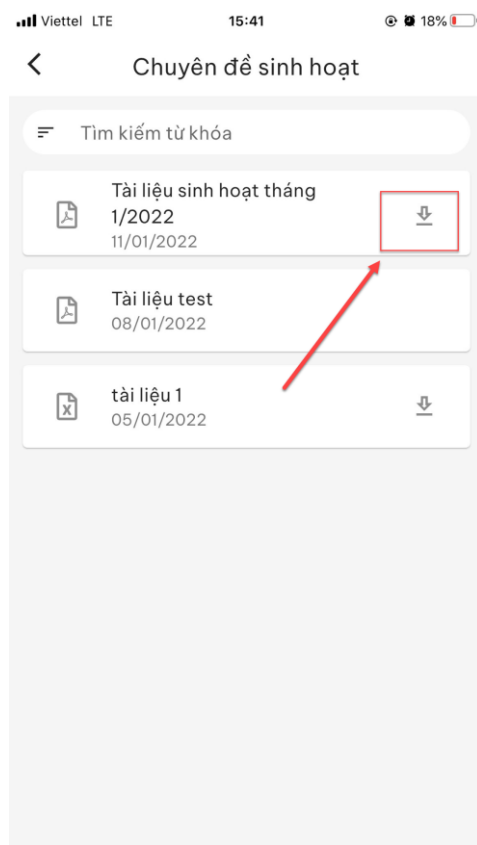 Viettel LTE 15:41 18%
Chuyên đề sinh hoạt
Tìm kiếm từ khóa
Tài liệu sinh hoạt tháng
1/2022
11/01/2022
Tài liệu test
08/01/2022
tài liệu 1
05/01/2022